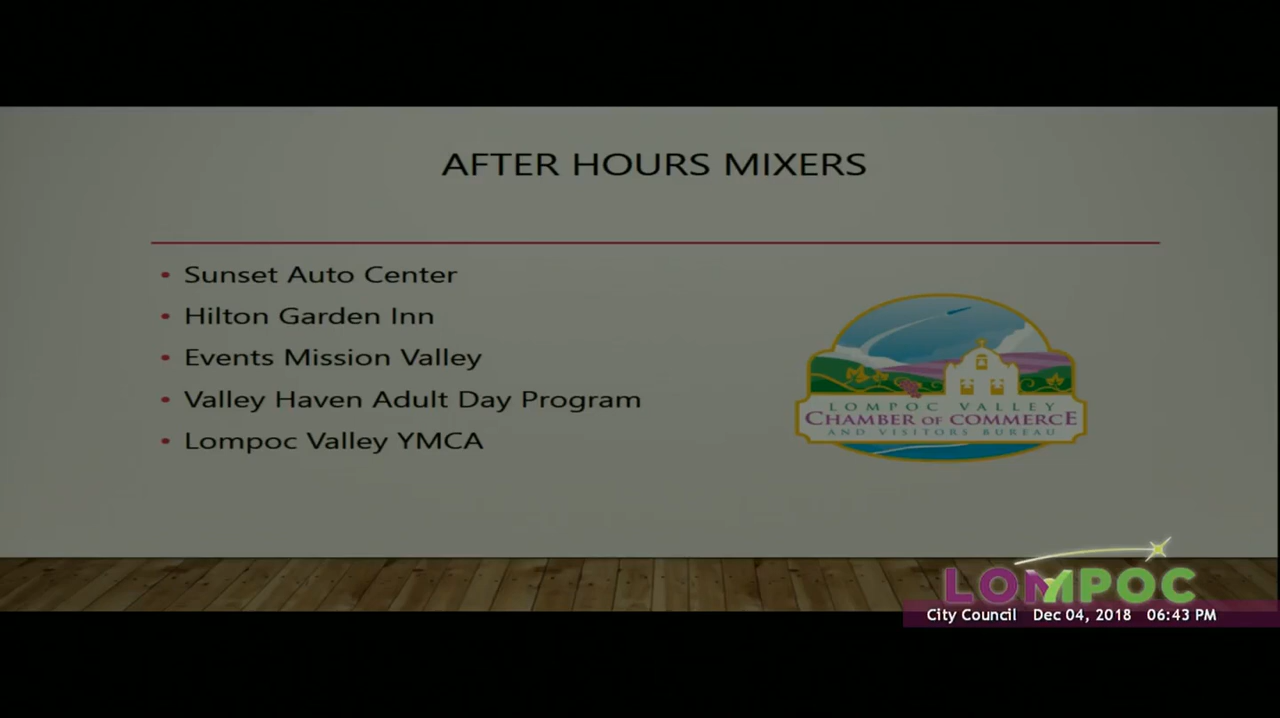 AFTER HOURS MIXERS
• Sunset Auto Center
• Hilton Garden Inn
• Events Mission Valley
• Valley Haven Adult Day Program
• Lompoc Valley YMCA
LOMPOC VALLEY
CHAMBER OF COMMERCE
AND VISITORS BUREAU
LOMPOC
City Council Dec 04, 2018 06:43 PM